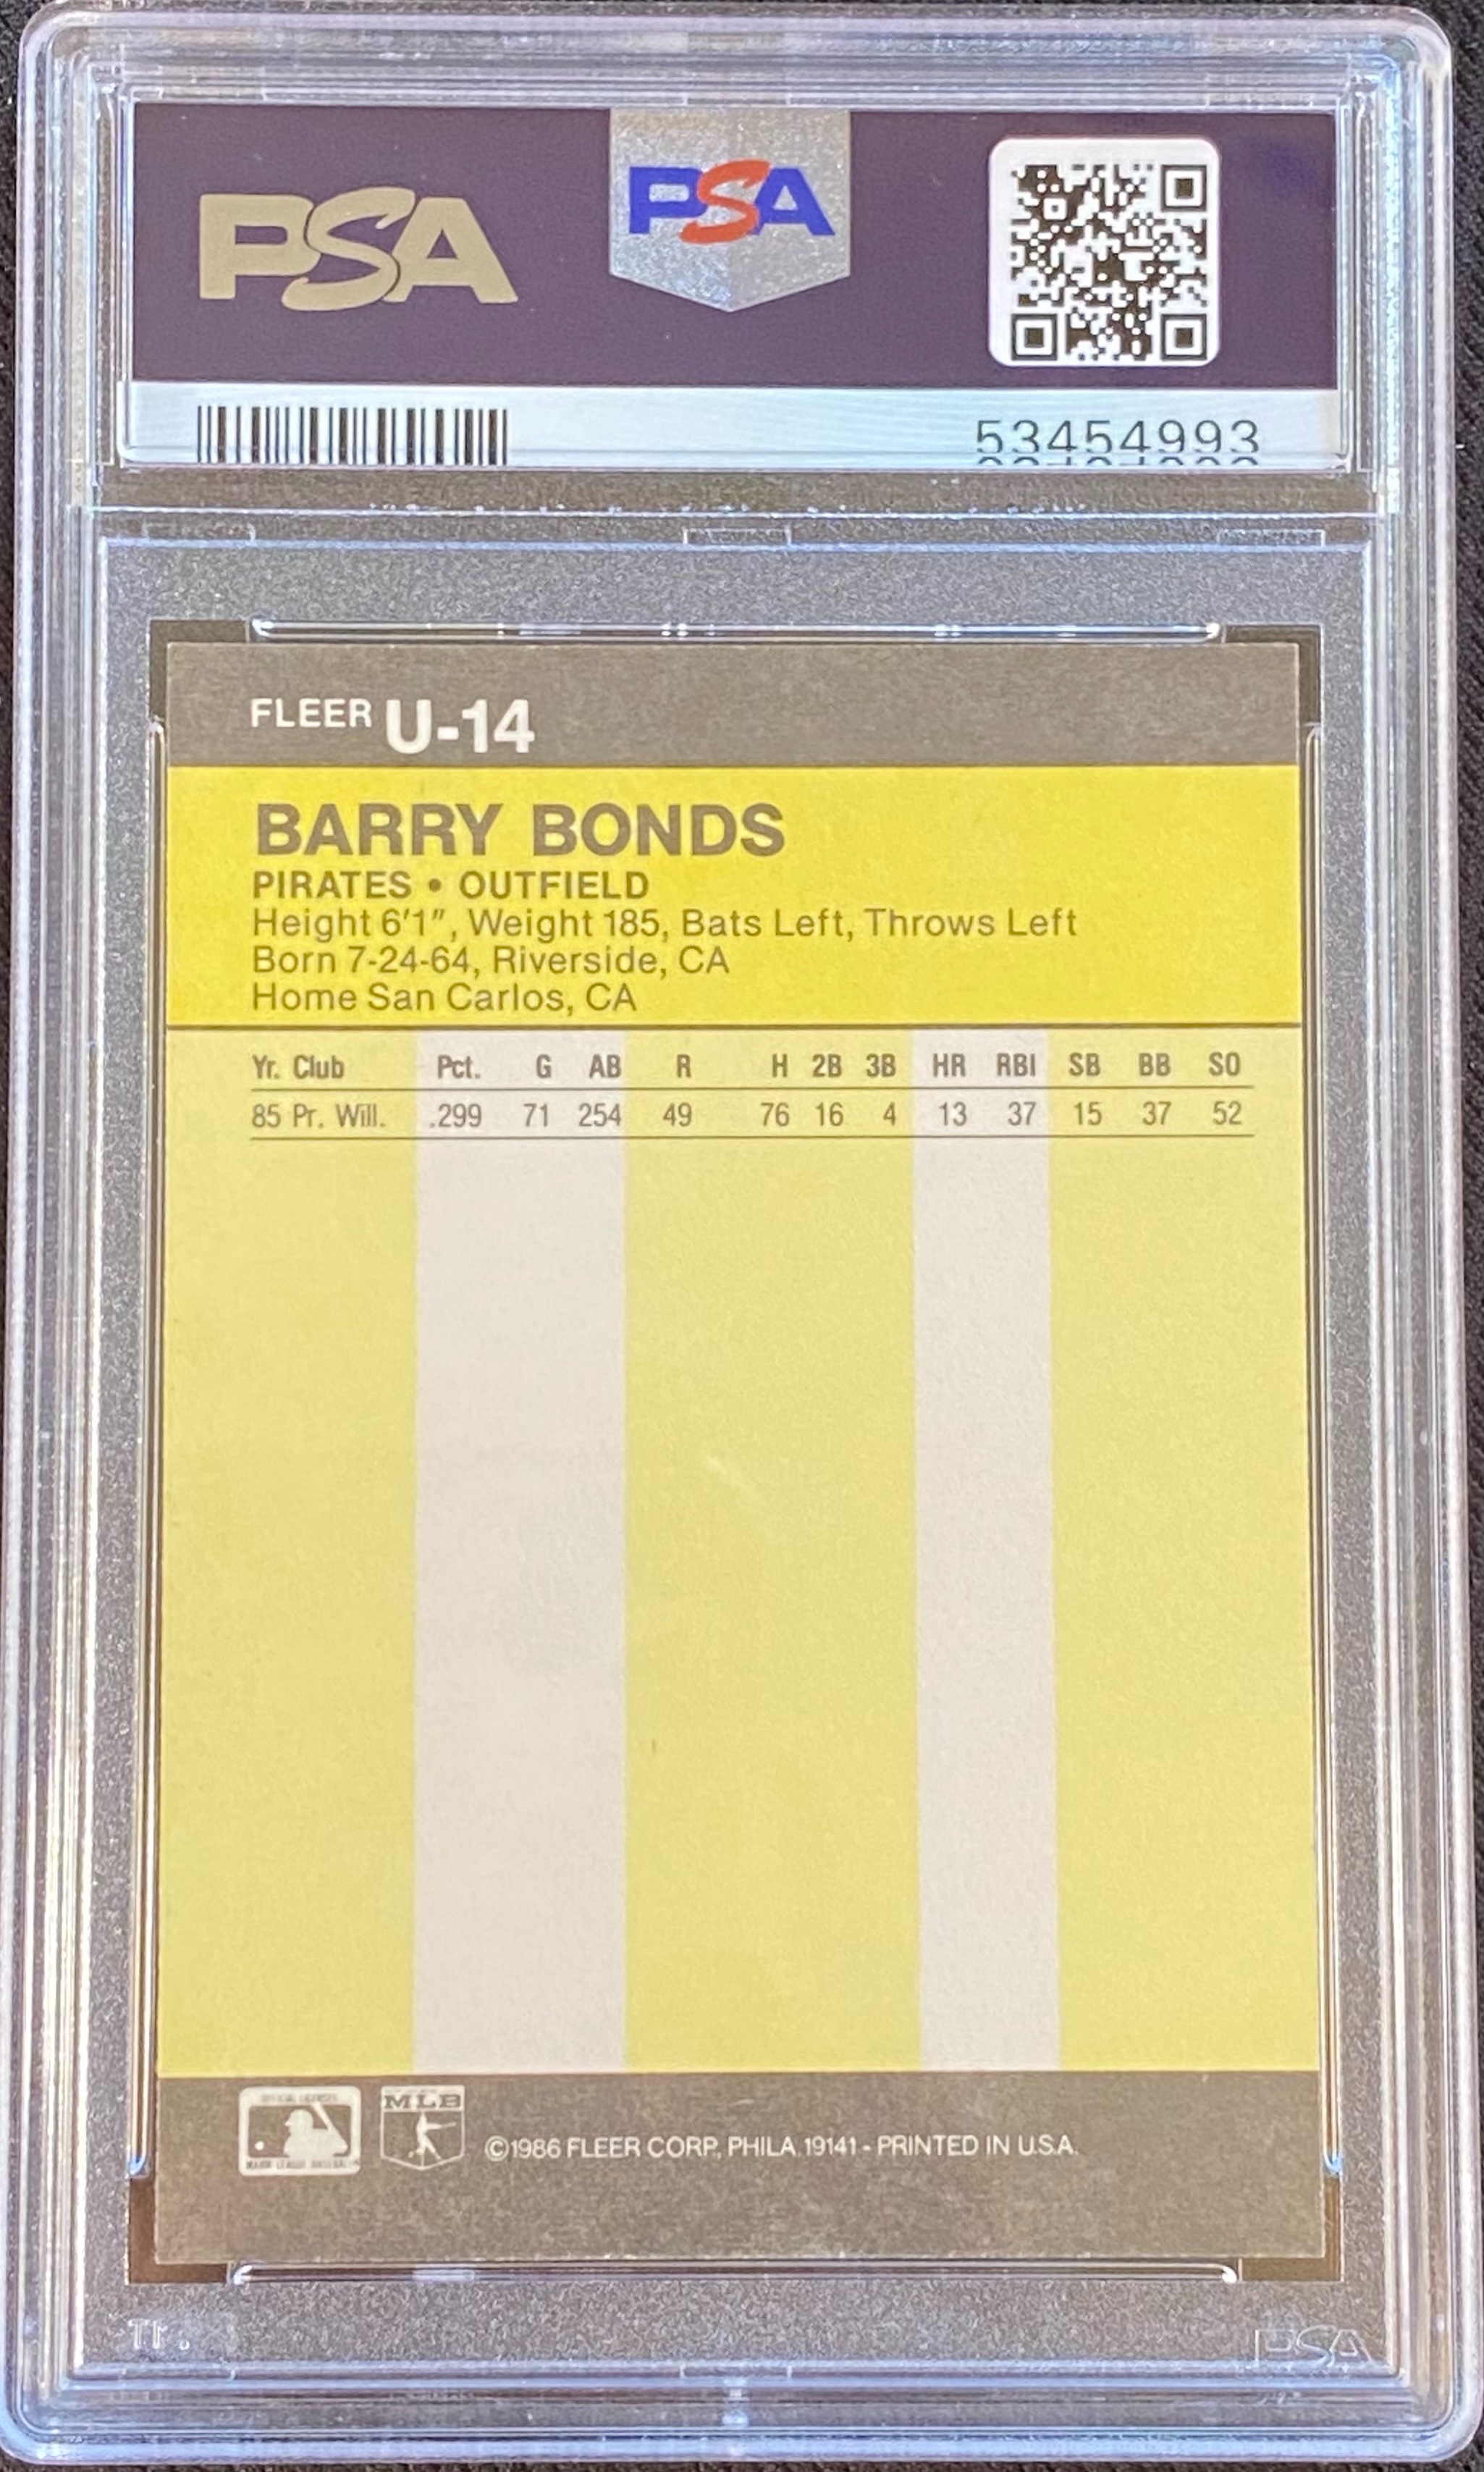 PSA
PSA
53454993
FLEER U-14
BARRY BONDS
PIRATES • OUTFIELD
Height 6'1", Weight 185, Bats Left, Throws Left
Born 7-24-64, Riverside, CA
Home San Carlos, CA
Yr. Club Pct. G AB R H 2B 3B HR RBI SB BB SO
85 Pr. Will. .299 71 254 49 76 16 4 13 37 15 37 52
MLB
©1986 FLEER CORP., PHILA. 19141 - PRINTED IN U.S.A.
PSA